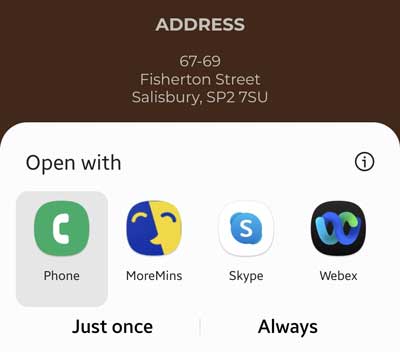 ADDRESS
67-69
Fisherton Street
Salisbury, SP2 7SU
Open with
Phone
MoreMins
Skype
Webex
Just once
Always